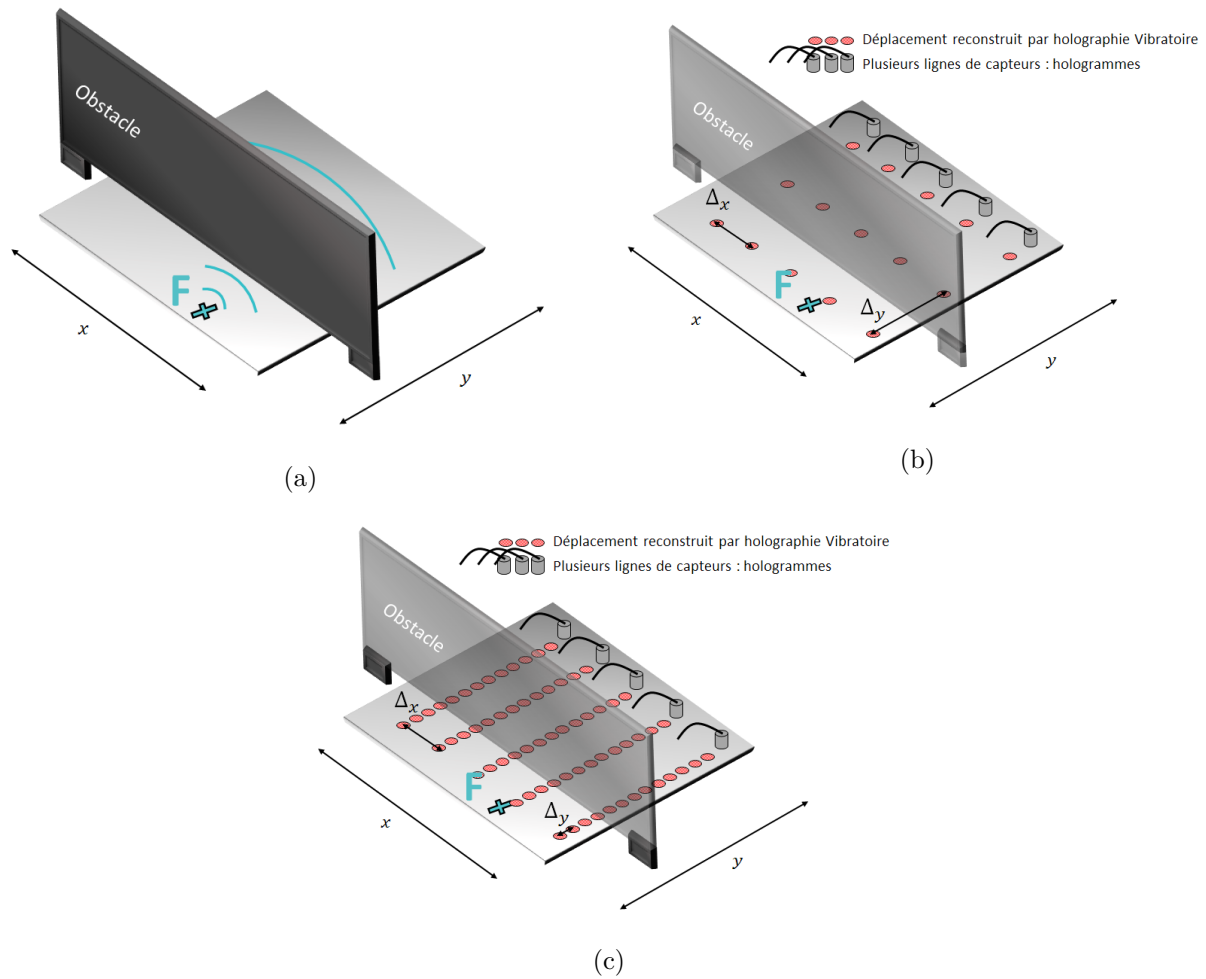 Obstacle
F
x
y
(a)
Déplacement reconstruit par holographie Vibratoire
Plusieurs lignes de capteurs : hologrammes
Obstacle
Δx
F
Δy
x
y
(b)
Déplacement reconstruit par holographie Vibratoire
Plusieurs lignes de capteurs : hologrammes
Obstacle
Δx
F
Δy
x
y
(c)